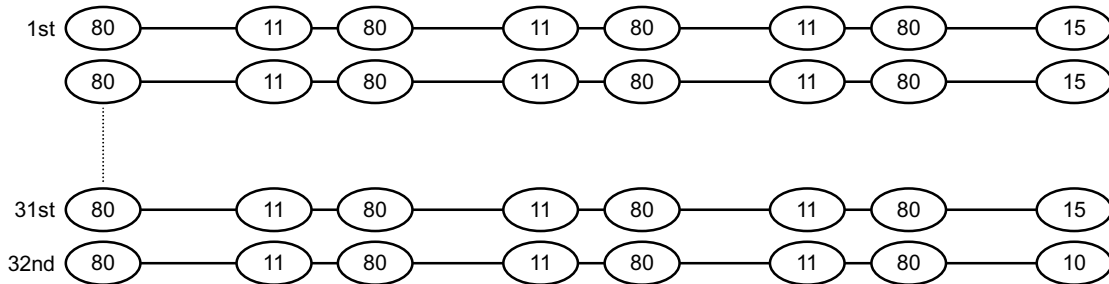 1st 80 11 80 11 80 11 80 15
80 11 80 11 80 11 80 15
31st 80 11 80 11 80 11 80 15
32nd 80 11 80 11 80 11 80 10